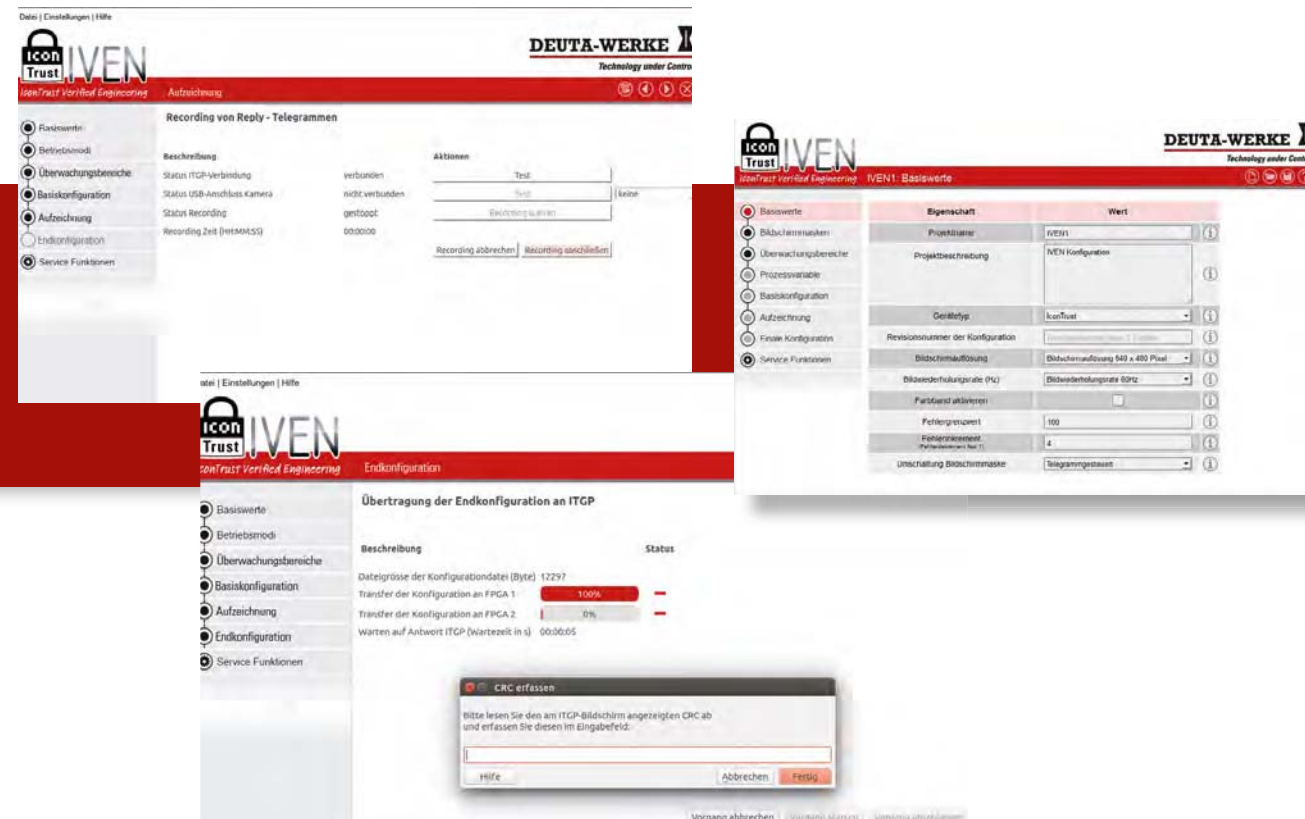 Datei | Einstellungen | Hilfe
Icon
Trust
IVEN
IconTrust Verified Engineering
DEUTA-WERKE
Technology under Control
Aufzeichnung
Basiswerte
Betriebsmodi
Überwachungsbereiche
Basiskonfiguration
Aufzeichnung
Endkonfiguration
Service Funktionen
Recording von Reply - Telegrammen
Beschreibung Aktionen
Status ITGP-Verbindung verbunden Test
Status USB-Anschluss Kamera nicht verbunden Test keine
Status Recording gestoppt Recording
Recording Zeit (HH:MM:SS) 00:00:00
Recording abbrechen Recording abschließen
Icon
Trust
IVEN
IconTrust Verified Engineering
DEUTA-WERKE
Technology under Cont
IVEN1: Basiswerte
Basiswerte
Bildschirmmasken
Überwachungsbereiche
Prozessvariable
Basiskonfiguration
Aufzeichnung
Finale Konfiguration
Service Funktionen
Eigenschaft Wert
Projektname IVEN1
Projektbeschreibung IVEN Konfiguration
Gerätetyp IconTrust
Revisionsnummer der Konfiguration
Bildschirmauflösung Bildschirmauflösung 640 x 480 Pixel
Bildwiederholungsrate (Hz) Bildwiederholungsrate 60Hz
Farbband aktivieren
Fehlergrenzwert 100
Fehlerinkrement 4
Umschaltung Bildschirmmaske Telegrammgesteuert
atei | Einstellungen | Hilfe
Icon
Trust
IVEN
conTrust Verified Engineering
Endkonfiguration
Basiswerte
Betriebsmodi
Überwachungsbereiche
Basiskonfiguration
Aufzeichnung
Endkonfiguration
Service Funktionen
Übertragung der Endkonfiguration an ITGP
Beschreibung Status
Dateigrösse der Konfigurationdatei (Byte) 12297
Transfer der Konfiguration an FPGA 1 100%
Transfer der Konfiguration an FPGA 2 0%
Warten auf Antwort ITGP (Wartezeit in s) 00:00:05
CRC erfassen
Bitte lesen Sie den am ITGP-Bildschirm angezeigten CRC ab
und erfassen Sie diesen im Eingabefeld:
Hilfe Abbrechen Fertig
Vorgang abbrechen